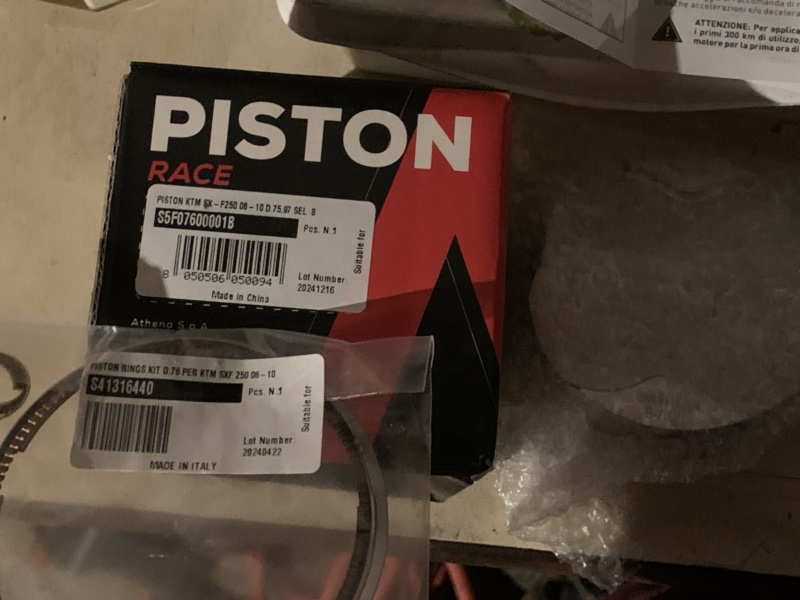 ATTENZIONE: Per applica
i primi 300 km di utilizzo,
motore per la prima ora di
PISTON
RACE
PISTON KTM SX-F250 06-10 D.75,97 SEL. B
S5F07600001B
Pcs. N.1
Suitable for
8 050506 050094
Lot Number:
20241216
Made in China
Athena S.p.A.
PISTON RINGS KIT D.76 PER KTM SXF 250 06-10
S41316440
Pcs. N.1
Suitable for
Lot Number:
20240422
MADE IN ITALY